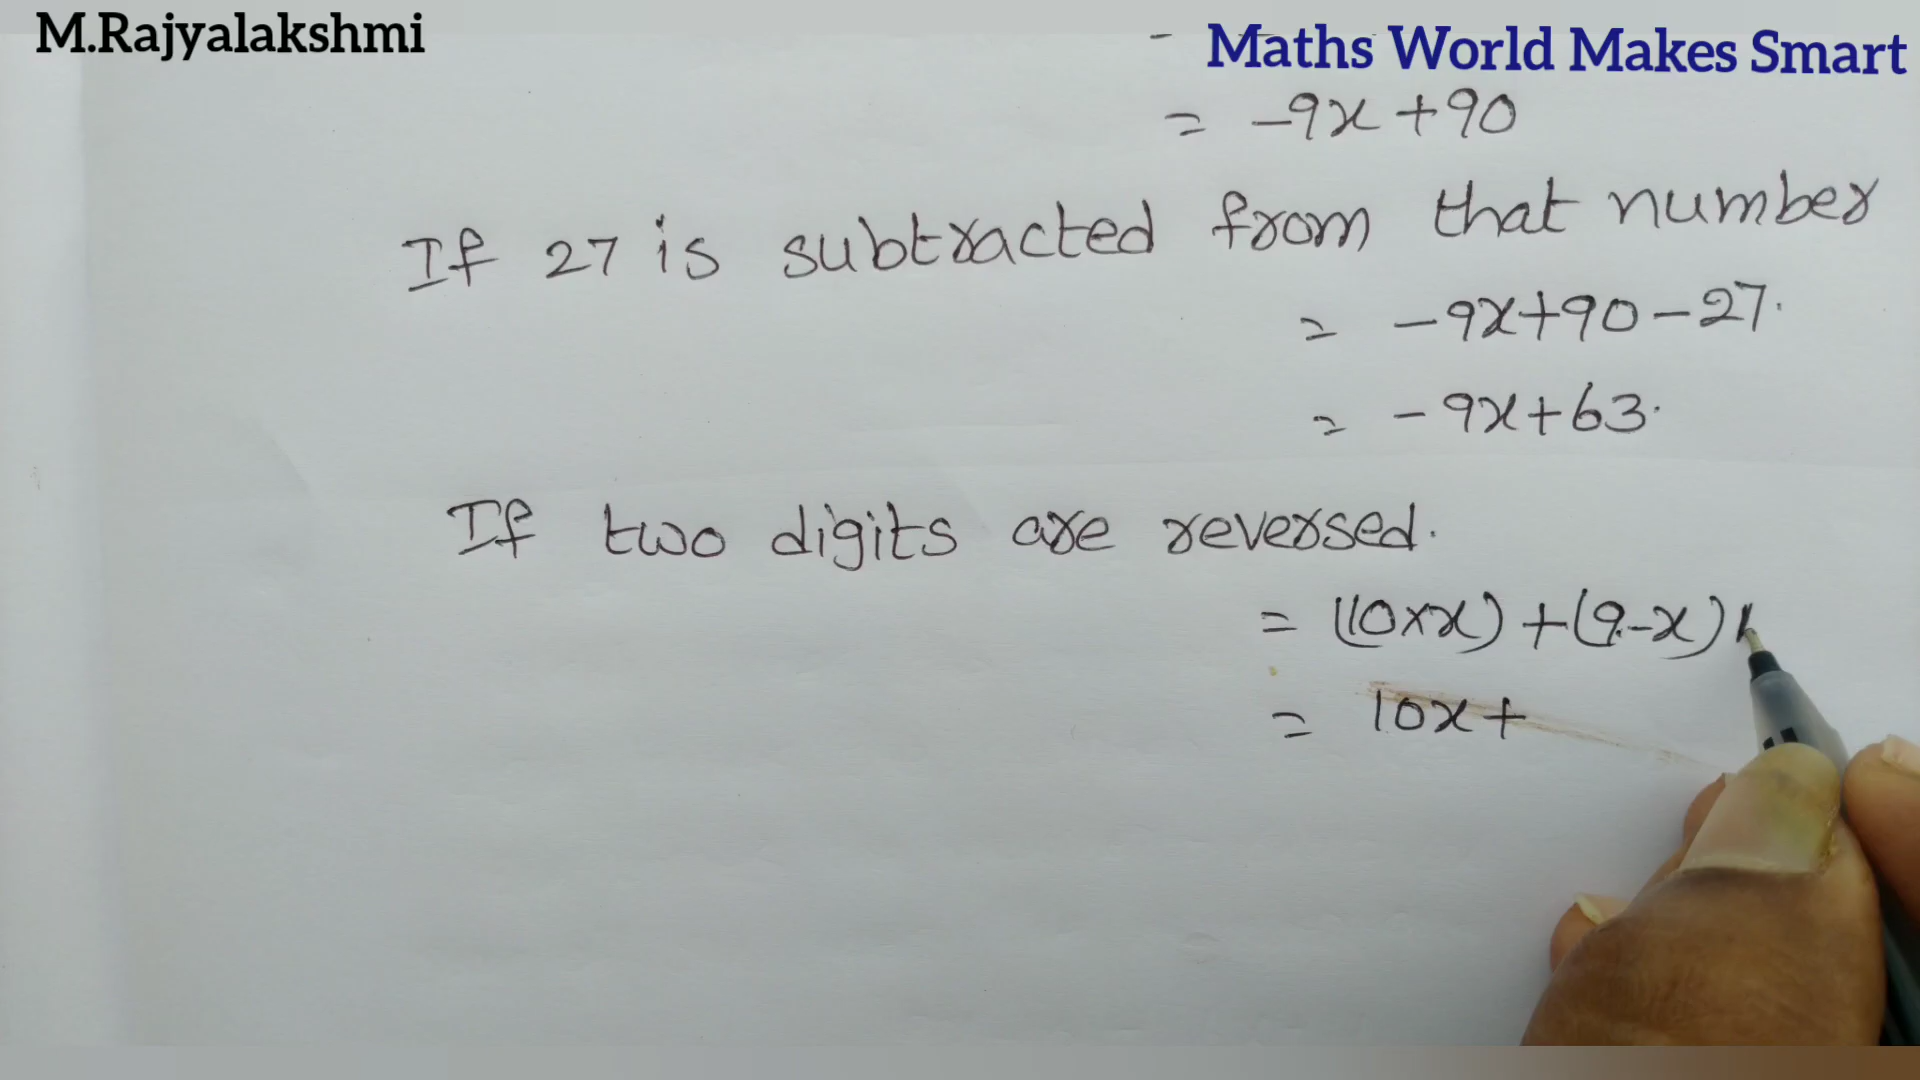 M.Rajyalakshmi
Maths World Makes Smart
= -9x+90
If 27 is subtracted from that number
= -9x+90-27.
= -9x+63.
If two digits are reversed.
= (10×x)+(9-x)1
= 10x+